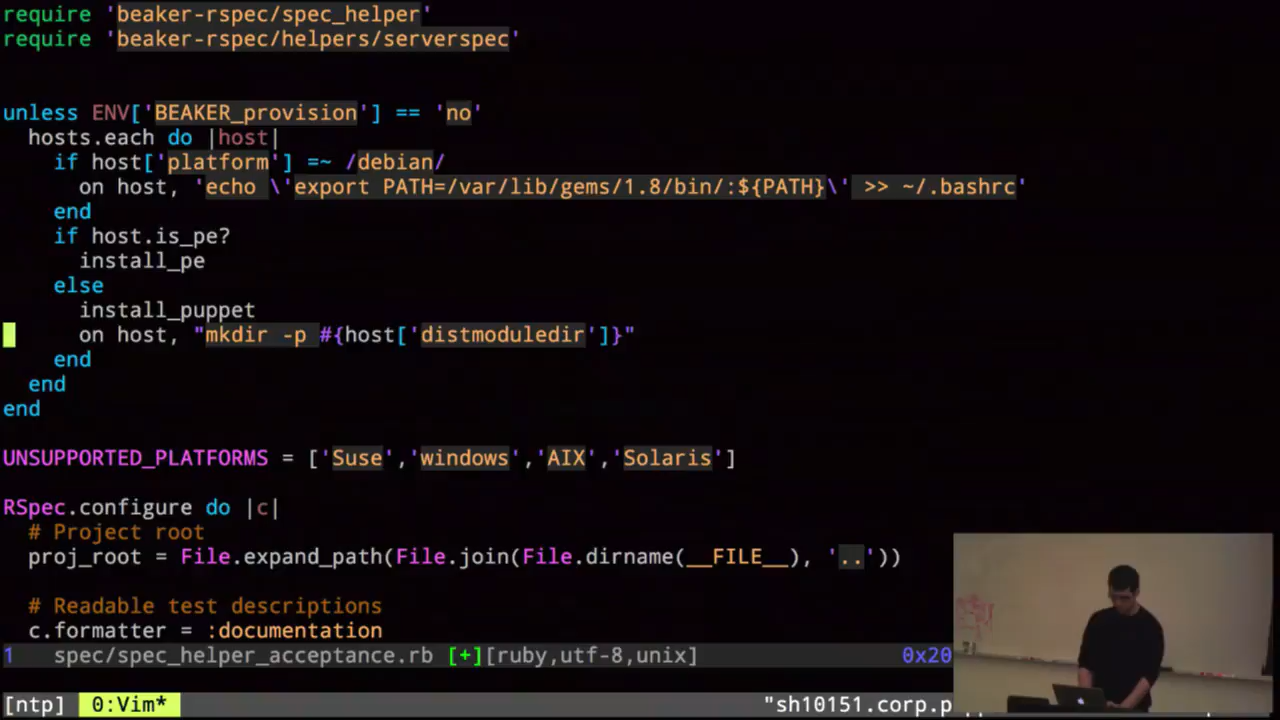 require 'beaker-rspec/spec_helper'
require 'beaker-rspec/helpers/serverspec'
unless ENV['BEAKER_provision'] == 'no'
  hosts.each do |host|
    if host['platform'] =~ /debian/
      on host, 'echo \'export PATH=/var/lib/gems/1.8/bin/:${PATH}\' >> ~/.bashrc'
    end
    if host.is_pe?
      install_pe
    else
      install_puppet
      on host, "mkdir -p #{host['distmoduledir']}"
    end
  end
end
UNSUPPORTED_PLATFORMS = ['Suse','windows','AIX','Solaris']
RSpec.configure do |c|
  # Project root
  proj_root = File.expand_path(File.join(File.dirname(__FILE__), '..'))
  # Readable test descriptions
  c.formatter = :documentation
1   spec/spec_helper_acceptance.rb [+][ruby,utf-8,unix] 0x20
[ntp] 0:Vim* "sh10151.corp.p